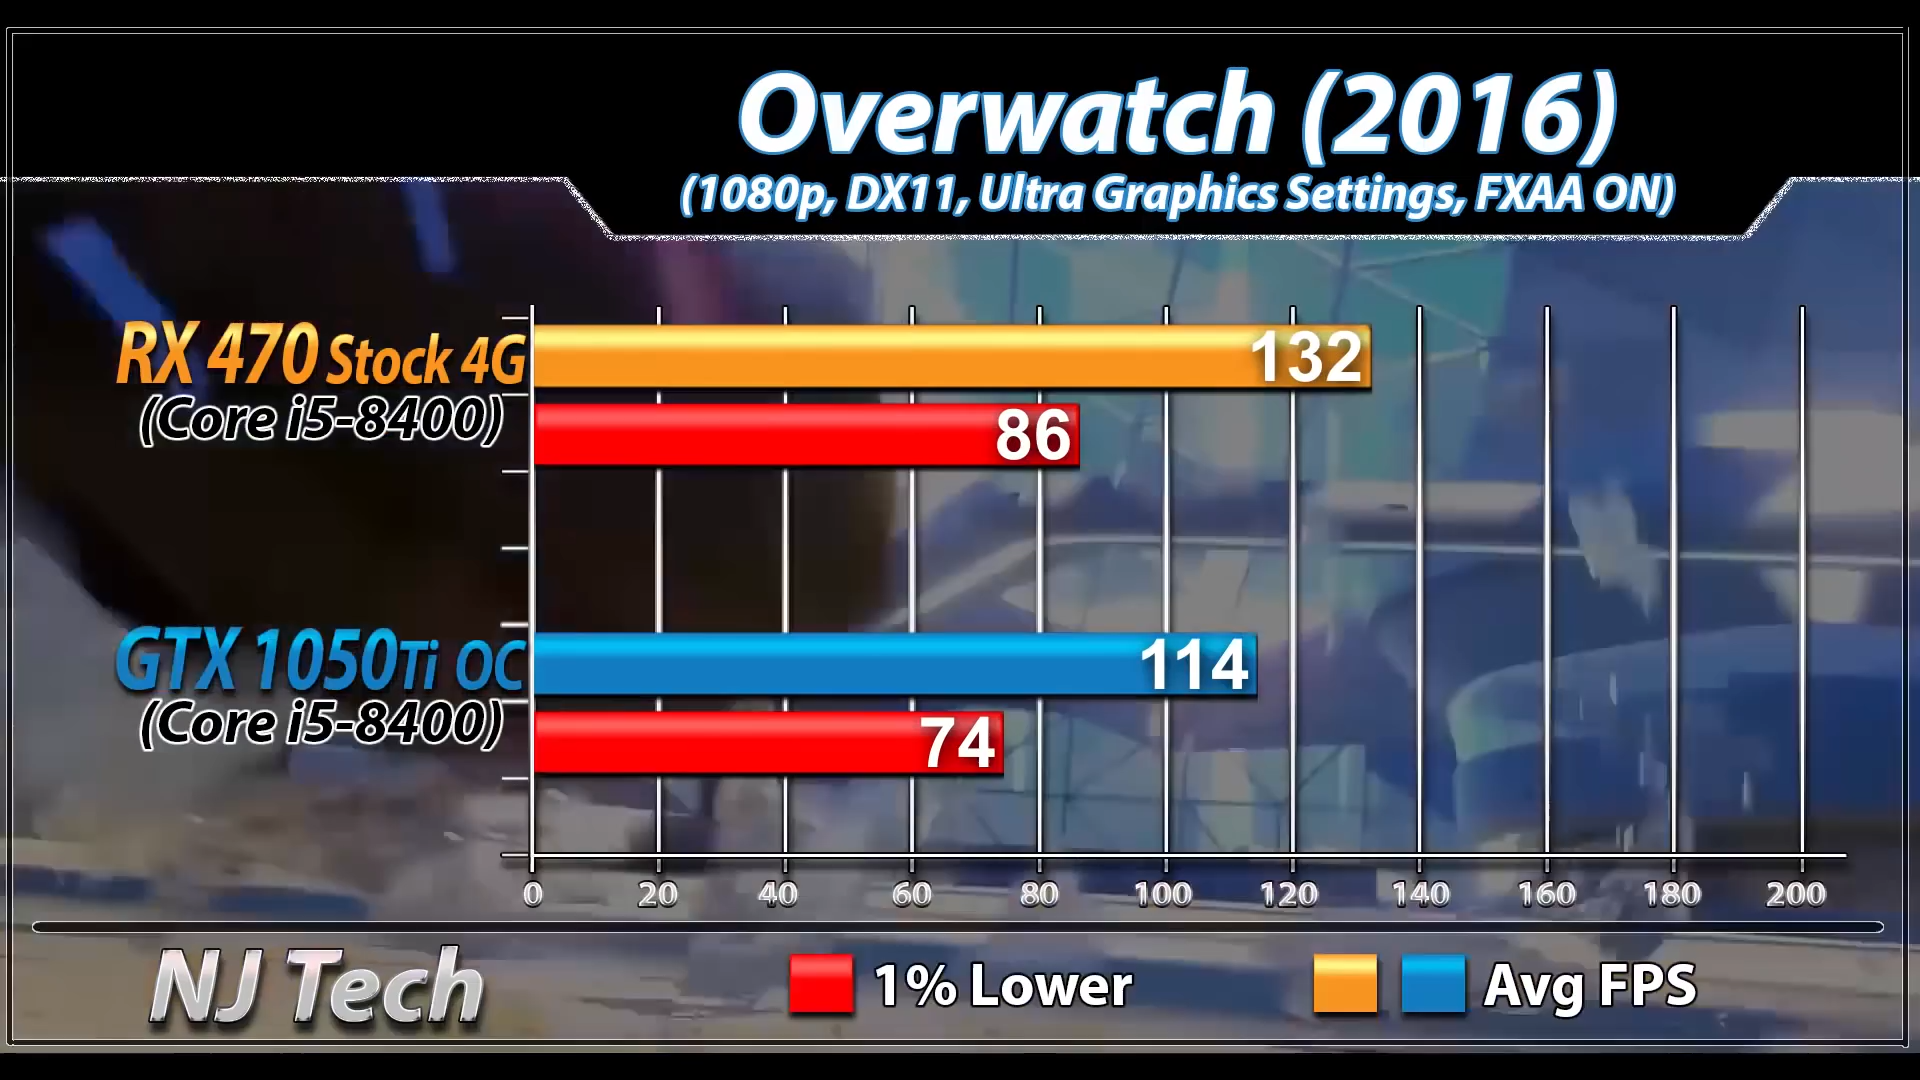 Overwatch (2016)
(1080p, DX11, Ultra Graphics Settings, FXAA ON)
RX 470 Stock 4G
132
(Core i5-8400)
86
GTX 1050Ti OC
114
(Core i5-8400)
74
0 20 40 60 80 100 120 140 160 180 200
NJ Tech
1% Lower
Avg FPS